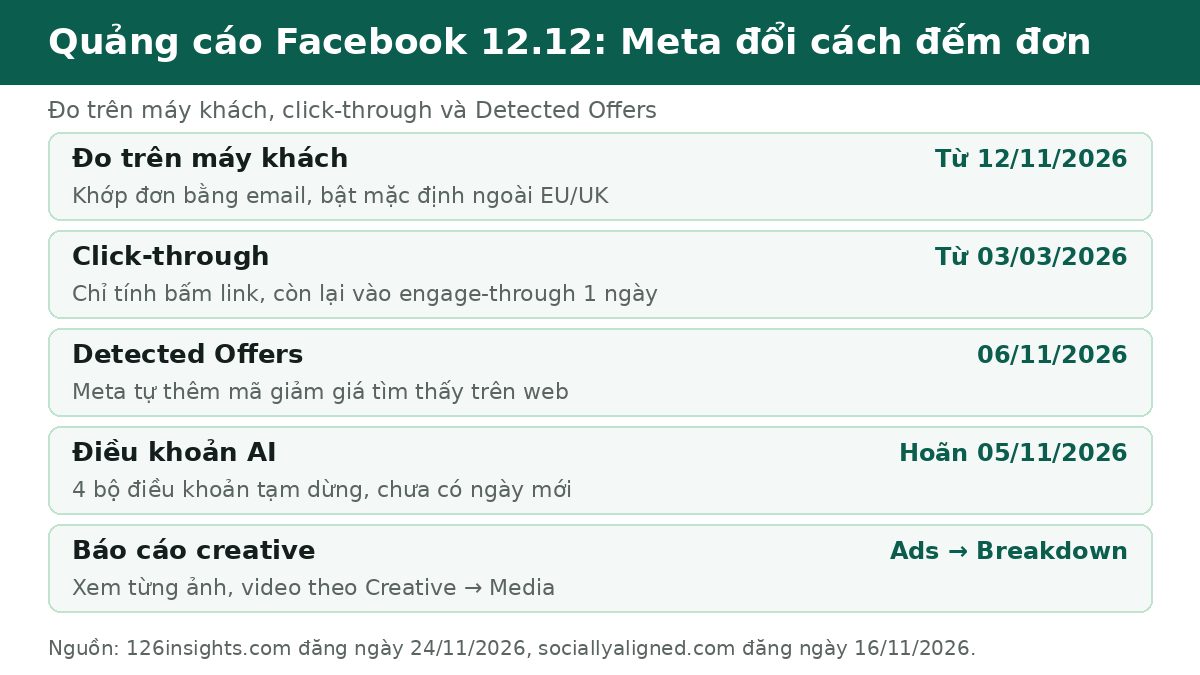 Quảng cáo Facebook 12.12: Meta đổi cách đếm đơn
Đo trên máy khách, click-through và Detected Offers
Đo trên máy khách
Từ 12/11/2026
Khớp đơn bằng email, bật mặc định ngoài EU/UK
Click-through
Từ 03/03/2026
Chỉ tính bấm link, còn lại vào engage-through 1 ngày
Detected Offers
06/11/2026
Meta tự thêm mã giảm giá tìm thấy trên web
Điều khoản AI
Hoãn 05/11/2026
4 bộ điều khoản tạm dừng, chưa có ngày mới
Báo cáo creative
Ads → Breakdown
Xem từng ảnh, video theo Creative → Media
Nguồn: 126insights.com đăng ngày 24/11/2026, sociallyaligned.com đăng ngày 16/11/2026.